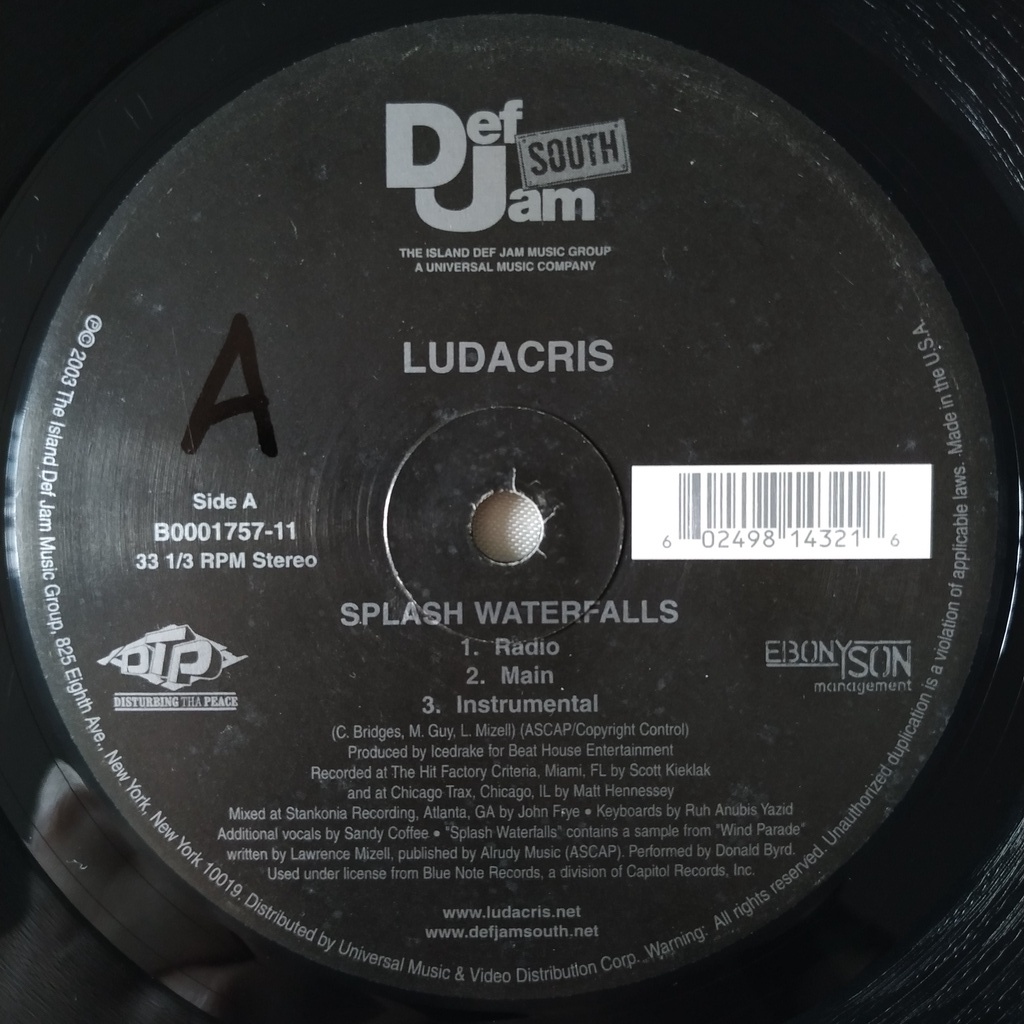 Def
Jam
SOUTH
THE ISLAND DEF JAM MUSIC GROUP
A UNIVERSAL MUSIC COMPANY
LUDACRIS
A
Side A
B0001757-11
33 1/3 RPM Stereo
6 02498 14321 6
SPLASH WATERFALLS
1. Radio
2. Main
3. Instrumental
DTP
DISTURBING THA PEACE
EBONY SON
management
(C. Bridges, M. Guy, L. Mizell) (ASCAP/Copyright Control)
Produced by Icedrake for Beat House Entertainment
Recorded at The Hit Factory Criteria, Miami, FL by Scott Kieklak
and at Chicago Trax, Chicago, IL by Matt Hennessey
Mixed at Stankonia Recording, Atlanta, GA by John Frye • Keyboards by Ruh Anubis Yazid
Additional vocals by Sandy Coffee • "Splash Waterfalls" contains a sample from "Wind Parade"
written by Lawrence Mizell, published by Alrudy Music (ASCAP). Performed by Donald Byrd.
Used under license from Blue Note Records, a division of Capitol Records, Inc.
www.ludacris.net
www.defjamsouth.net
℗© 2003 The Island Def Jam Music Group, 825 Eighth Ave., New York, New York 10019. Distributed by Universal Music & Video Distribution Corp. Warning: All rights reserved. Unauthorized duplication is a violation of applicable laws. Made in the U.S.A.